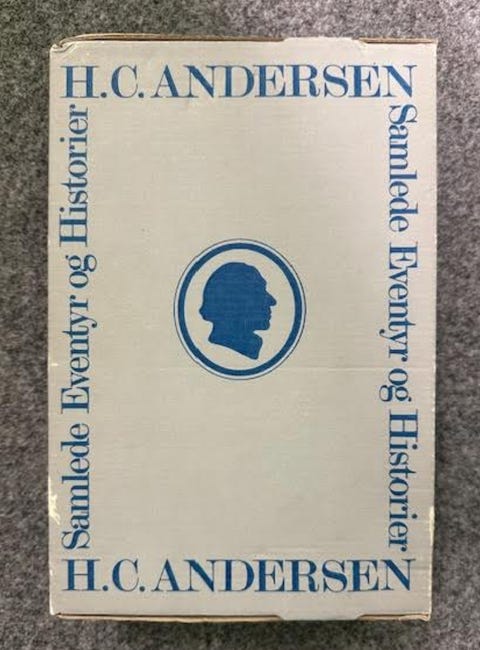 H.C. ANDERSEN
Samlede Eventyr og Historier
Samlede Eventyr og Historier
H.C. ANDERSEN